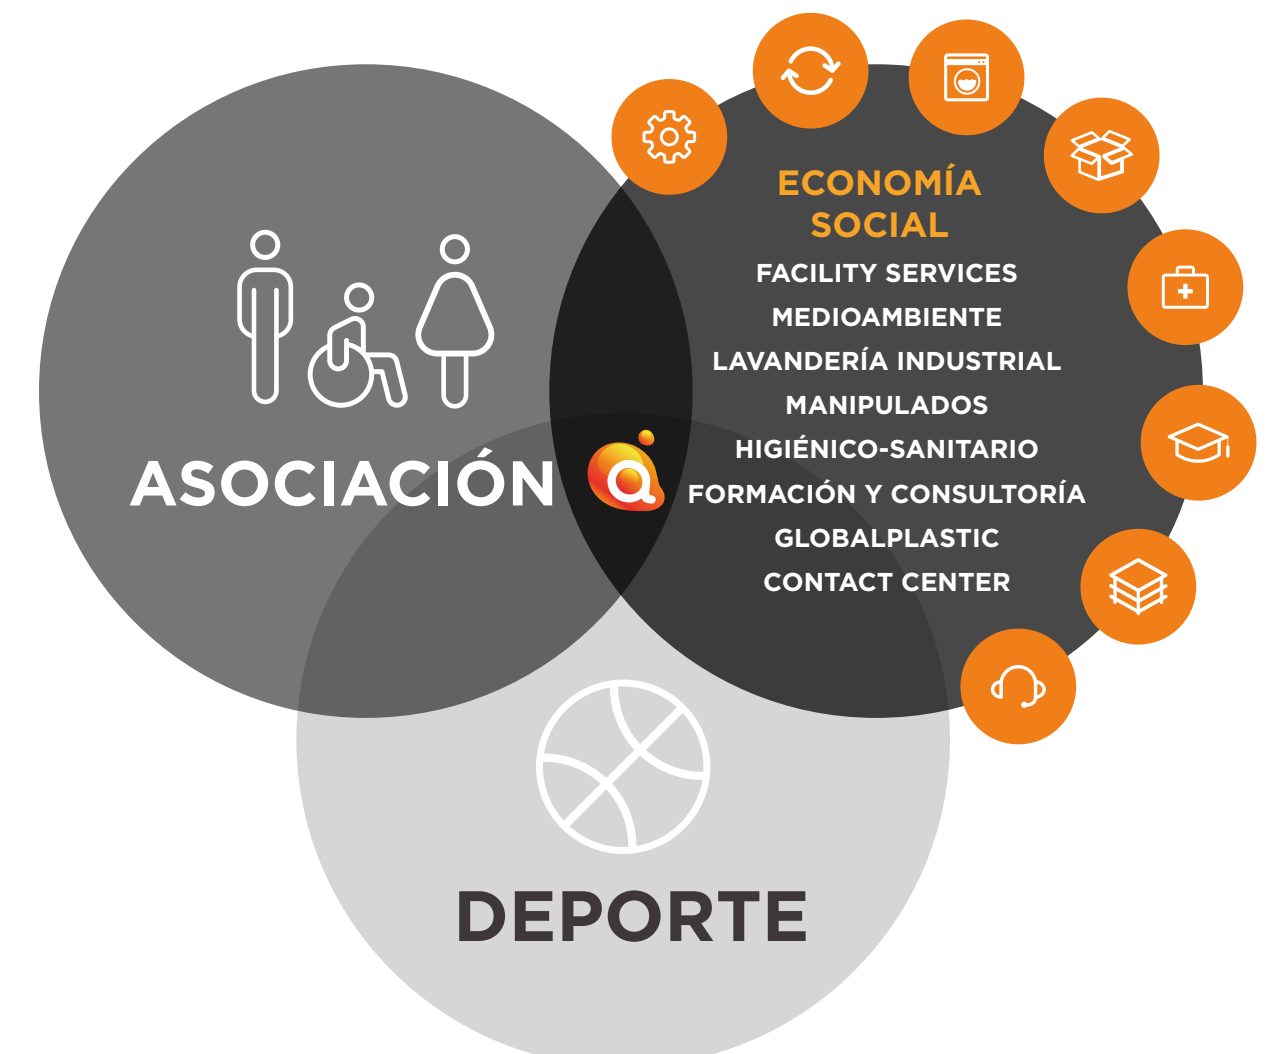 ECONOMÍA
SOCIAL
FACILITY SERVICES
MEDIOAMBIENTE
LAVANDERÍA INDUSTRIAL
MANIPULADOS
HIGIÉNICO-SANITARIO
FORMACIÓN Y CONSULTORÍA
GLOBALPLASTIC
CONTACT CENTER
ASOCIACIÓN
DEPORTE